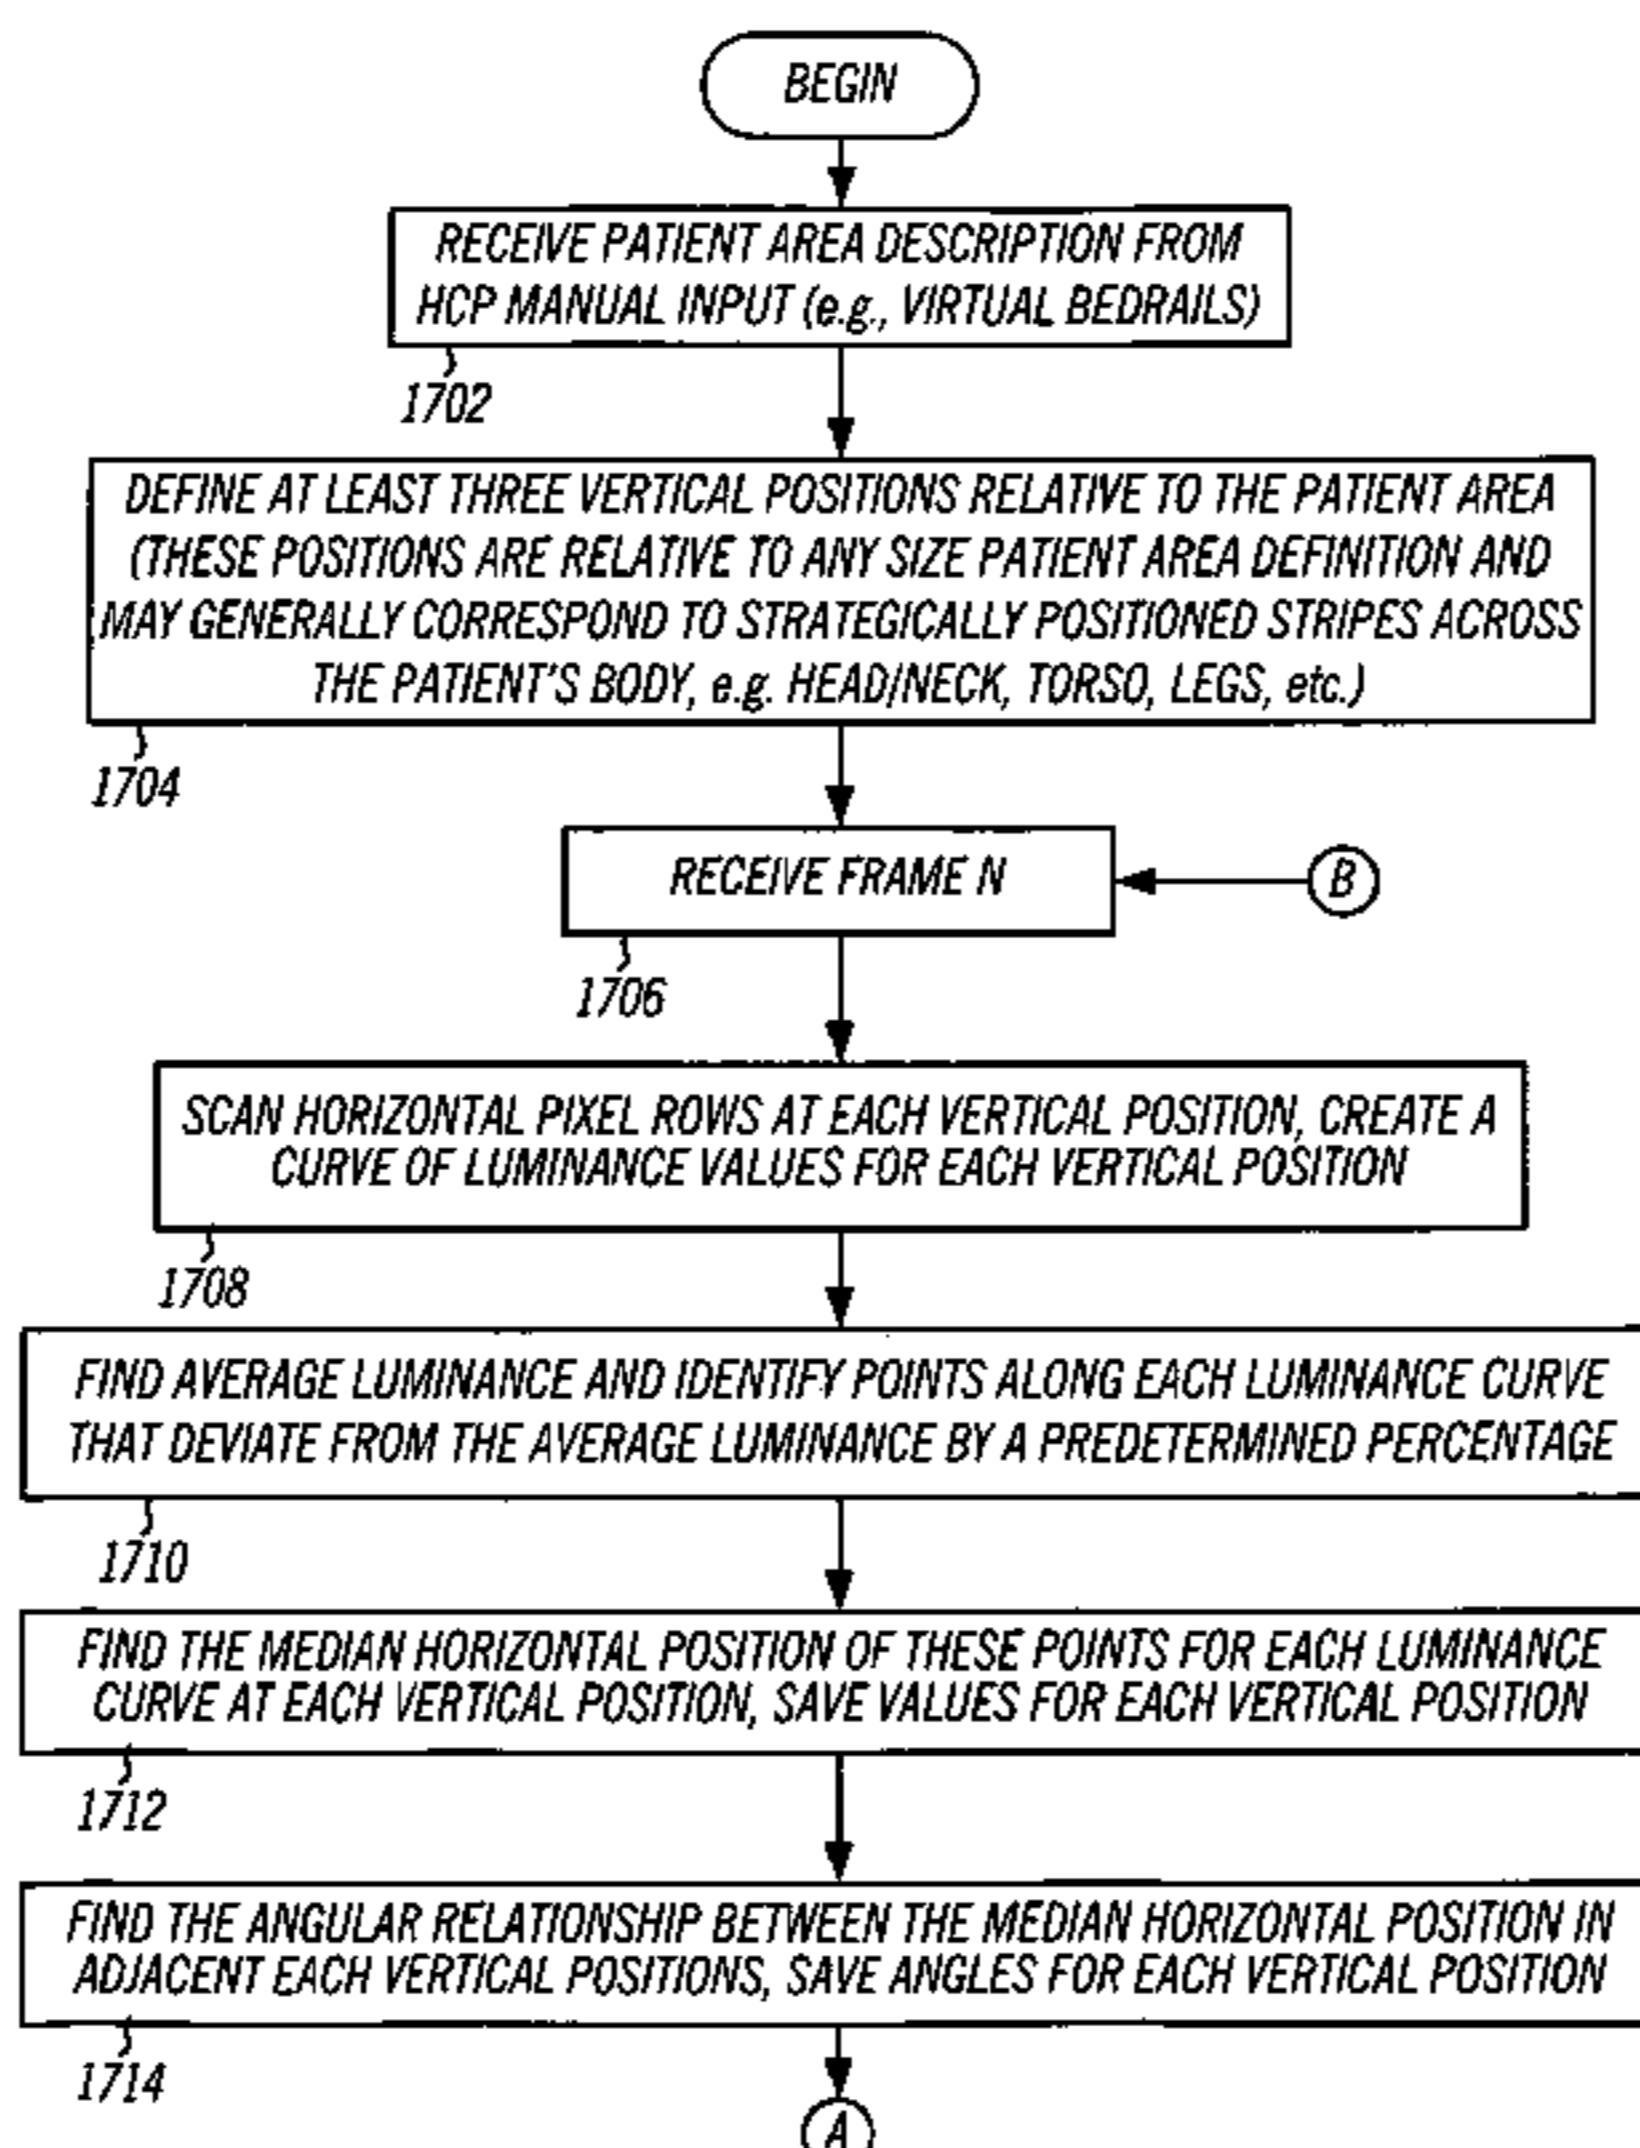 BEGIN
RECEIVE PATIENT AREA DESCRIPTION FROM
HCP MANUAL INPUT (e.g., VIRTUAL BEDRAILS)
1702
DEFINE AT LEAST THREE VERTICAL POSITIONS RELATIVE TO THE PATIENT AREA
(THESE POSITIONS ARE RELATIVE TO ANY SIZE PATIENT AREA DEFINITION AND
MAY GENERALLY CORRESPOND TO STRATEGICALLY POSITIONED STRIPES ACROSS
THE PATIENT'S BODY, e.g. HEAD/NECK, TORSO, LEGS, etc.)
1704
RECEIVE FRAME N
B
1706
SCAN HORIZONTAL PIXEL ROWS AT EACH VERTICAL POSITION, CREATE A
CURVE OF LUMINANCE VALUES FOR EACH VERTICAL POSITION
1708
FIND AVERAGE LUMINANCE AND IDENTIFY POINTS ALONG EACH LUMINANCE CURVE
THAT DEVIATE FROM THE AVERAGE LUMINANCE BY A PREDETERMINED PERCENTAGE
1710
FIND THE MEDIAN HORIZONTAL POSITION OF THESE POINTS FOR EACH LUMINANCE
CURVE AT EACH VERTICAL POSITION, SAVE VALUES FOR EACH VERTICAL POSITION
1712
FIND THE ANGULAR RELATIONSHIP BETWEEN THE MEDIAN HORIZONTAL POSITION IN
ADJACENT EACH VERTICAL POSITIONS, SAVE ANGLES FOR EACH VERTICAL POSITION
1714
A